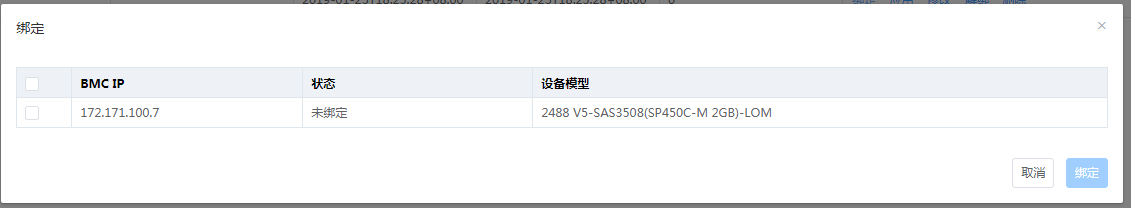 绑定
BMC IP 状态 设备模型
172.171.100.7 未绑定 2488 V5-SAS3508(SP450C-M 2GB)-LOM
取消 绑定